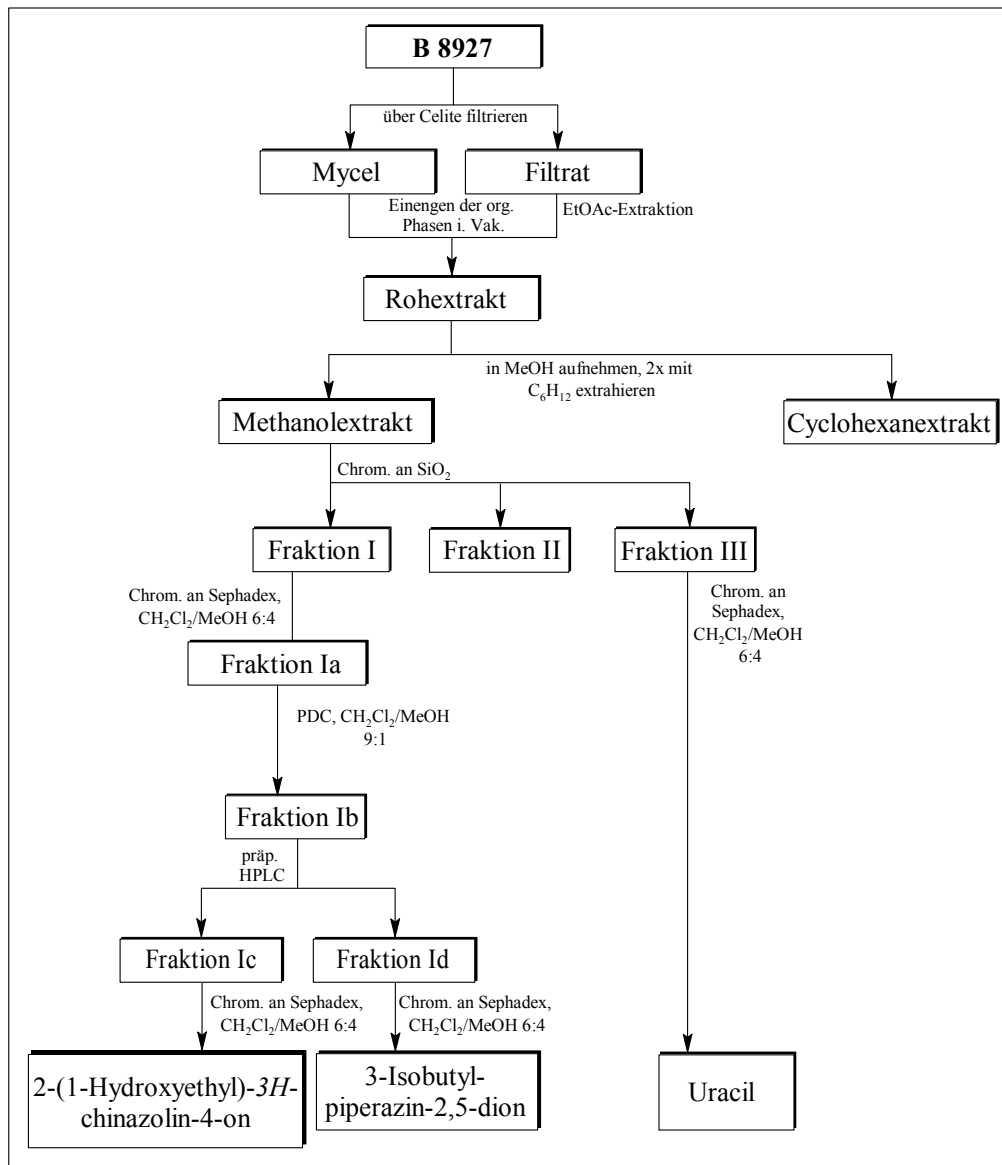 B 8927
über Celite filtrieren
Mycel
Filtrat
Einengen der org.
Phasen i. Vak.
EtOAc-Extraktion
Rohextrakt
in MeOH aufnehmen, 2x mit
C₆H₁₂ extrahieren
Methanolextrakt
Cyclohexanextrakt
Chrom. an SiO₂
Fraktion I
Fraktion II
Fraktion III
Chrom. an Sephadex,
CH₂Cl₂/MeOH 6:4
Chrom. an
Sephadex,
CH₂Cl₂/MeOH
6:4
Fraktion Ia
PDC, CH₂Cl₂/MeOH
9:1
Fraktion Ib
präp.
HPLC
Fraktion Ic
Fraktion Id
Chrom. an Sephadex,
CH₂Cl₂/MeOH 6:4
Chrom. an Sephadex,
CH₂Cl₂/MeOH 6:4
2-(1-Hydroxyethyl)-3H-
chinazolin-4-on
3-Isobutyl-
piperazin-2,5-dion
Uracil